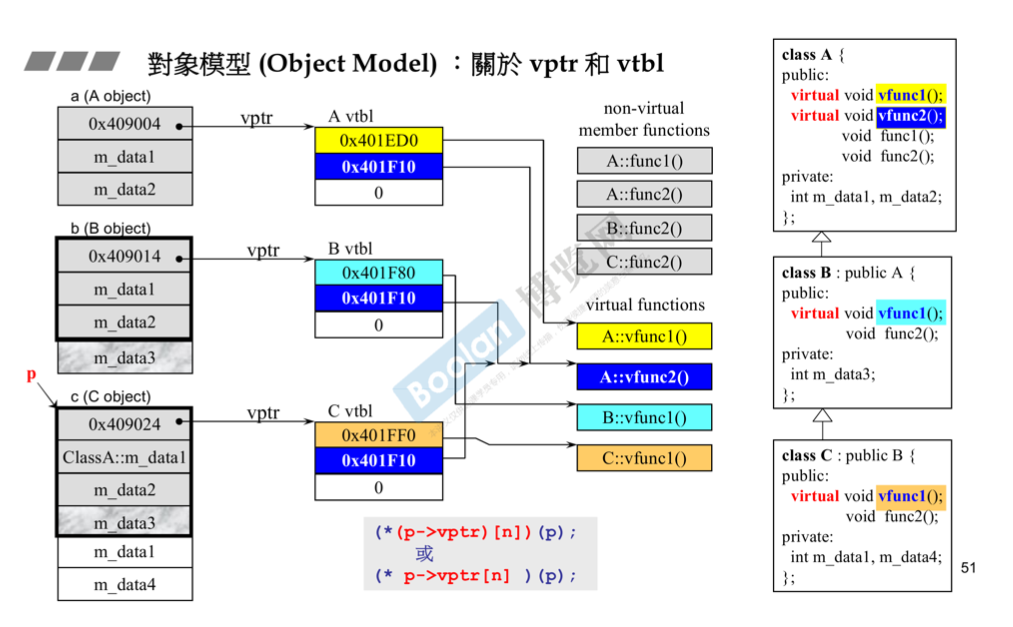 對象模型 (Object Model) ：關於 vptr 和 vtbl
a (A object)
0x409004
m_data1
m_data2
vptr
A vtbl
0x401ED0
0x401F10
0
b (B object)
0x409014
m_data1
m_data2
m_data3
vptr
B vtbl
0x401F80
0x401F10
0
p
c (C object)
0x409024
ClassA::m_data1
m_data2
m_data3
m_data1
m_data4
vptr
C vtbl
0x401FF0
0x401F10
0
non-virtual
member functions
A::func1()
A::func2()
B::func2()
C::func2()
virtual functions
A::vfunc1()
A::vfunc2()
B::vfunc1()
C::vfunc1()
(*(p->vptr)[n])(p);
或
(* p->vptr[n] )(p);
class A {
public:
virtual void vfunc1();
virtual void vfunc2();
void func1();
void func2();
private:
int m_data1, m_data2;
};
class B : public A {
public:
virtual void vfunc1();
void func2();
private:
int m_data3;
};
class C : public B {
public:
virtual void vfunc1();
void func2();
private:
int m_data1, m_data4;
};
51
Boolan 博览网